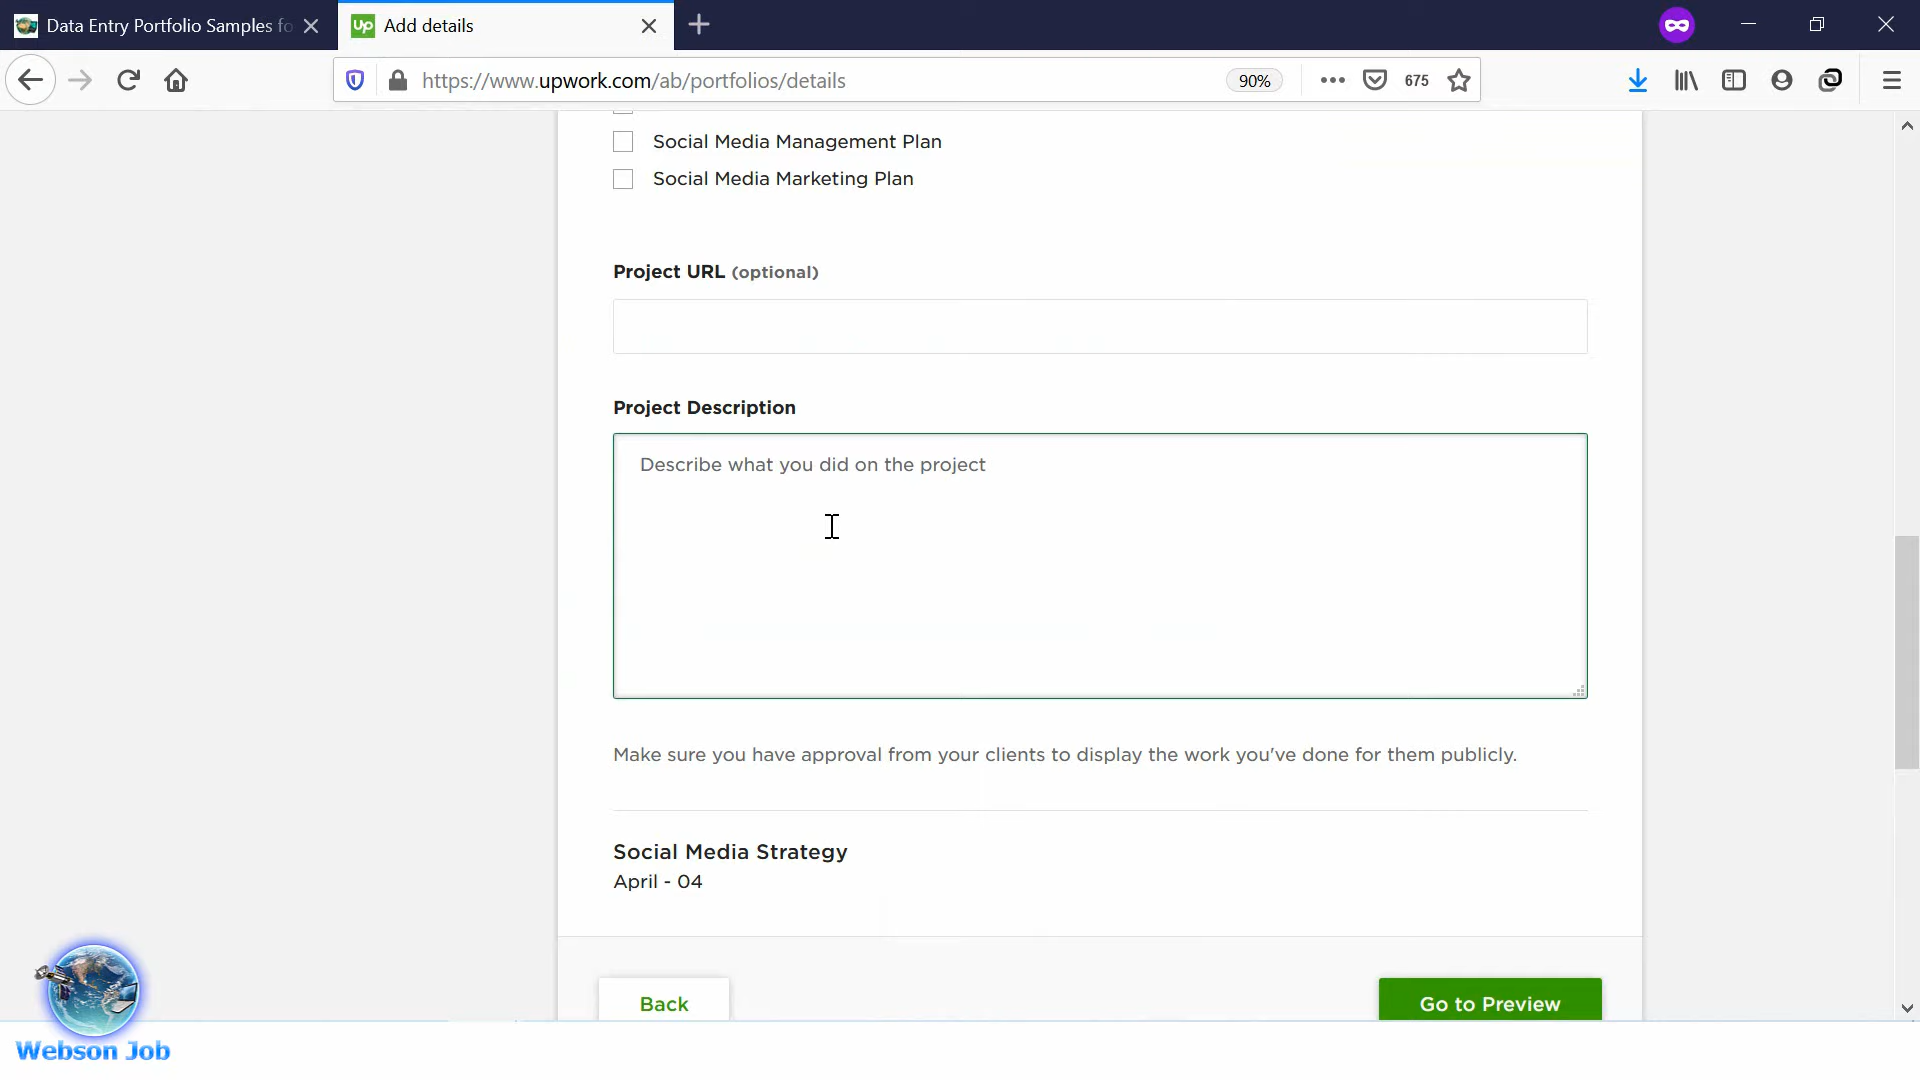 Data Entry Portfolio Samples fo
Up Add details
https://www.upwork.com/ab/portfolios/details
90%
675
Social Media Management Plan
Social Media Marketing Plan
Project URL (optional)
Project Description
Describe what you did on the project
Make sure you have approval from your clients to display the work you've done for them publicly.
Social Media Strategy
April - 04
Back
Go to Preview
Webson Job